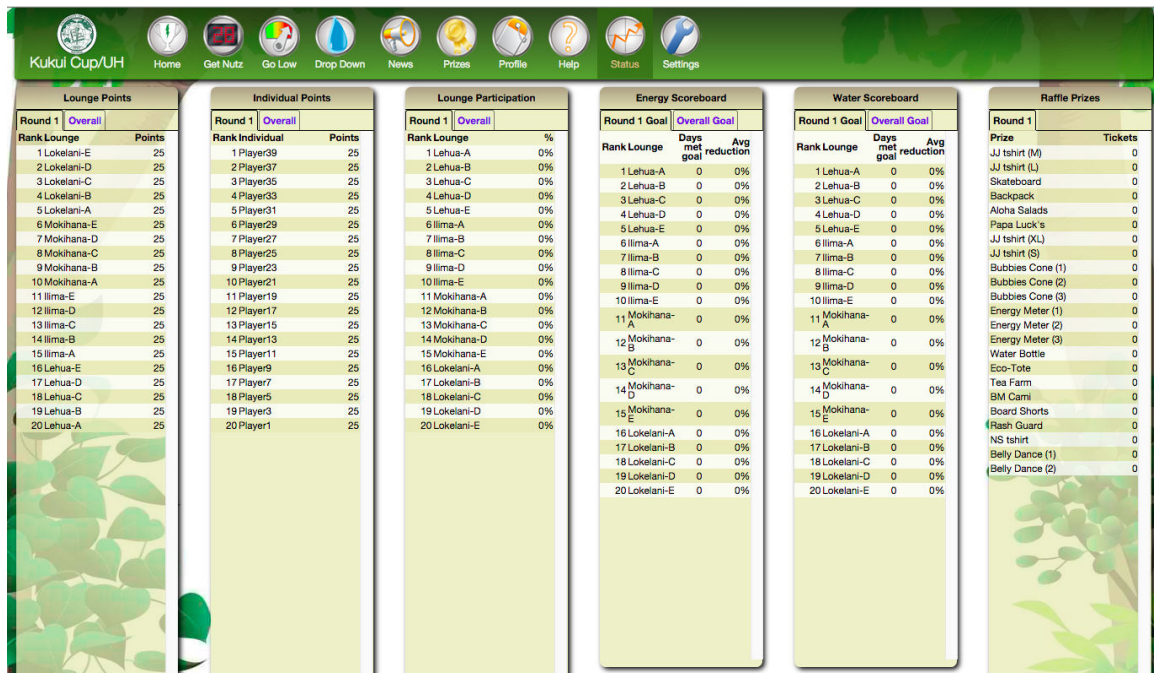 Kukui Cup/UH
Home
29
Get Nutz
Go Low
Drop Down
News
Prizes
Profile
Help
Status
Settings
Lounge Points
Round 1 Overall
Rank Lounge Points
1 Lokelani-E 25
2 Lokelani-D 25
3 Lokelani-C 25
4 Lokelani-B 25
5 Lokelani-A 25
6 Mokihana-E 25
7 Mokihana-D 25
8 Mokihana-C 25
9 Mokihana-B 25
10 Mokihana-A 25
11 Ilima-E 25
12 Ilima-D 25
13 Ilima-C 25
14 Ilima-B 25
15 Ilima-A 25
16 Lehua-E 25
17 Lehua-D 25
18 Lehua-C 25
19 Lehua-B 25
20 Lehua-A 25
Individual Points
Round 1 Overall
Rank Individual Points
1 Player39 25
2 Player37 25
3 Player35 25
4 Player33 25
5 Player31 25
6 Player29 25
7 Player27 25
8 Player25 25
9 Player23 25
10 Player21 25
11 Player19 25
12 Player17 25
13 Player15 25
14 Player13 25
15 Player11 25
16 Player9 25
17 Player7 25
18 Player5 25
19 Player3 25
20 Player1 25
Lounge Participation
Round 1 Overall
Rank Lounge %
1 Lehua-A 0%
2 Lehua-B 0%
3 Lehua-C 0%
4 Lehua-D 0%
5 Lehua-E 0%
6 Ilima-A 0%
7 Ilima-B 0%
8 Ilima-C 0%
9 Ilima-D 0%
10 Ilima-E 0%
11 Mokihana-A 0%
12 Mokihana-B 0%
13 Mokihana-C 0%
14 Mokihana-D 0%
15 Mokihana-E 0%
16 Lokelani-A 0%
17 Lokelani-B 0%
18 Lokelani-C 0%
19 Lokelani-D 0%
20 Lokelani-E 0%
Energy Scoreboard
Round 1 Goal Overall Goal
Rank Lounge Days met goal Avg reduction
1 Lehua-A 0 0%
2 Lehua-B 0 0%
3 Lehua-C 0 0%
4 Lehua-D 0 0%
5 Lehua-E 0 0%
6 Ilima-A 0 0%
7 Ilima-B 0 0%
8 Ilima-C 0 0%
9 Ilima-D 0 0%
10 Ilima-E 0 0%
11 Mokihana-A 0 0%
12 Mokihana-B 0 0%
13 Mokihana-C 0 0%
14 Mokihana-D 0 0%
15 Mokihana-E 0 0%
16 Lokelani-A 0 0%
17 Lokelani-B 0 0%
18 Lokelani-C 0 0%
19 Lokelani-D 0 0%
20 Lokelani-E 0 0%
Water Scoreboard
Round 1 Goal Overall Goal
Rank Lounge Days met goal Avg reduction
1 Lehua-A 0 0%
2 Lehua-B 0 0%
3 Lehua-C 0 0%
4 Lehua-D 0 0%
5 Lehua-E 0 0%
6 Ilima-A 0 0%
7 Ilima-B 0 0%
8 Ilima-C 0 0%
9 Ilima-D 0 0%
10 Ilima-E 0 0%
11 Mokihana-A 0 0%
12 Mokihana-B 0 0%
13 Mokihana-C 0 0%
14 Mokihana-D 0 0%
15 Mokihana-E 0 0%
16 Lokelani-A 0 0%
17 Lokelani-B 0 0%
18 Lokelani-C 0 0%
19 Lokelani-D 0 0%
20 Lokelani-E 0 0%
Raffle Prizes
Round 1
Prize Tickets
JJ tshirt (M) 0
JJ tshirt (L) 0
Skateboard 0
Backpack 0
Aloha Salads 0
Papa Luck's 0
JJ tshirt (XL) 0
JJ tshirt (S) 0
Bubbies Cone (1) 0
Bubbies Cone (2) 0
Bubbies Cone (3) 0
Energy Meter (1) 0
Energy Meter (2) 0
Energy Meter (3) 0
Water Bottle 0
Eco-Tote 0
Tea Farm 0
BM Cami 0
Board Shorts 0
Rash Guard 0
NS tshirt 0
Belly Dance (1) 0
Belly Dance (2) 0